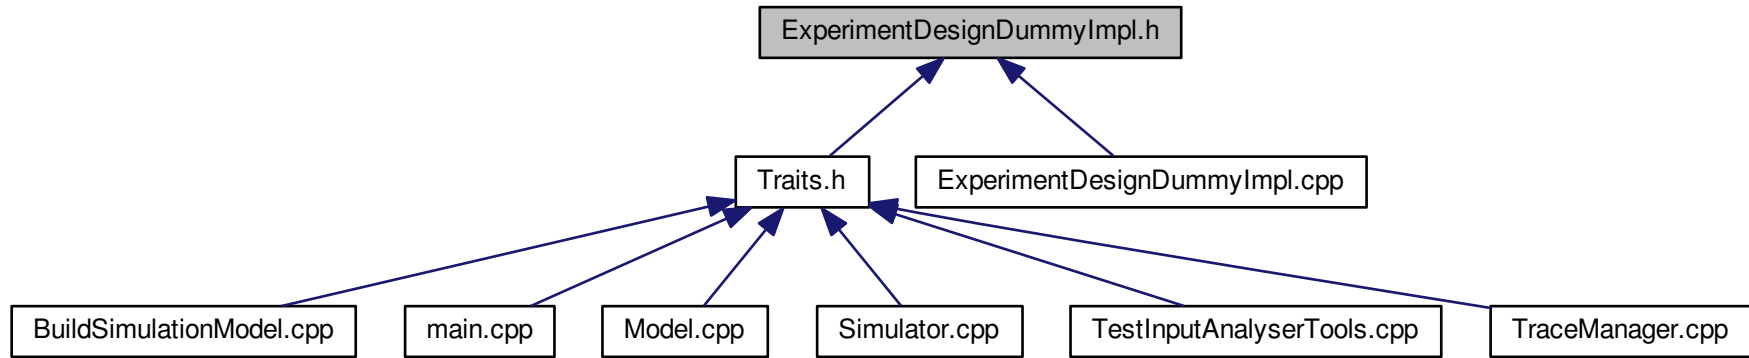 ExperimentDesignDummyImpl.h
Traits.h
ExperimentDesignDummyImpl.cpp
BuildSimulationModel.cpp
main.cpp
Model.cpp
Simulator.cpp
TestInputAnalyserTools.cpp
TraceManager.cpp